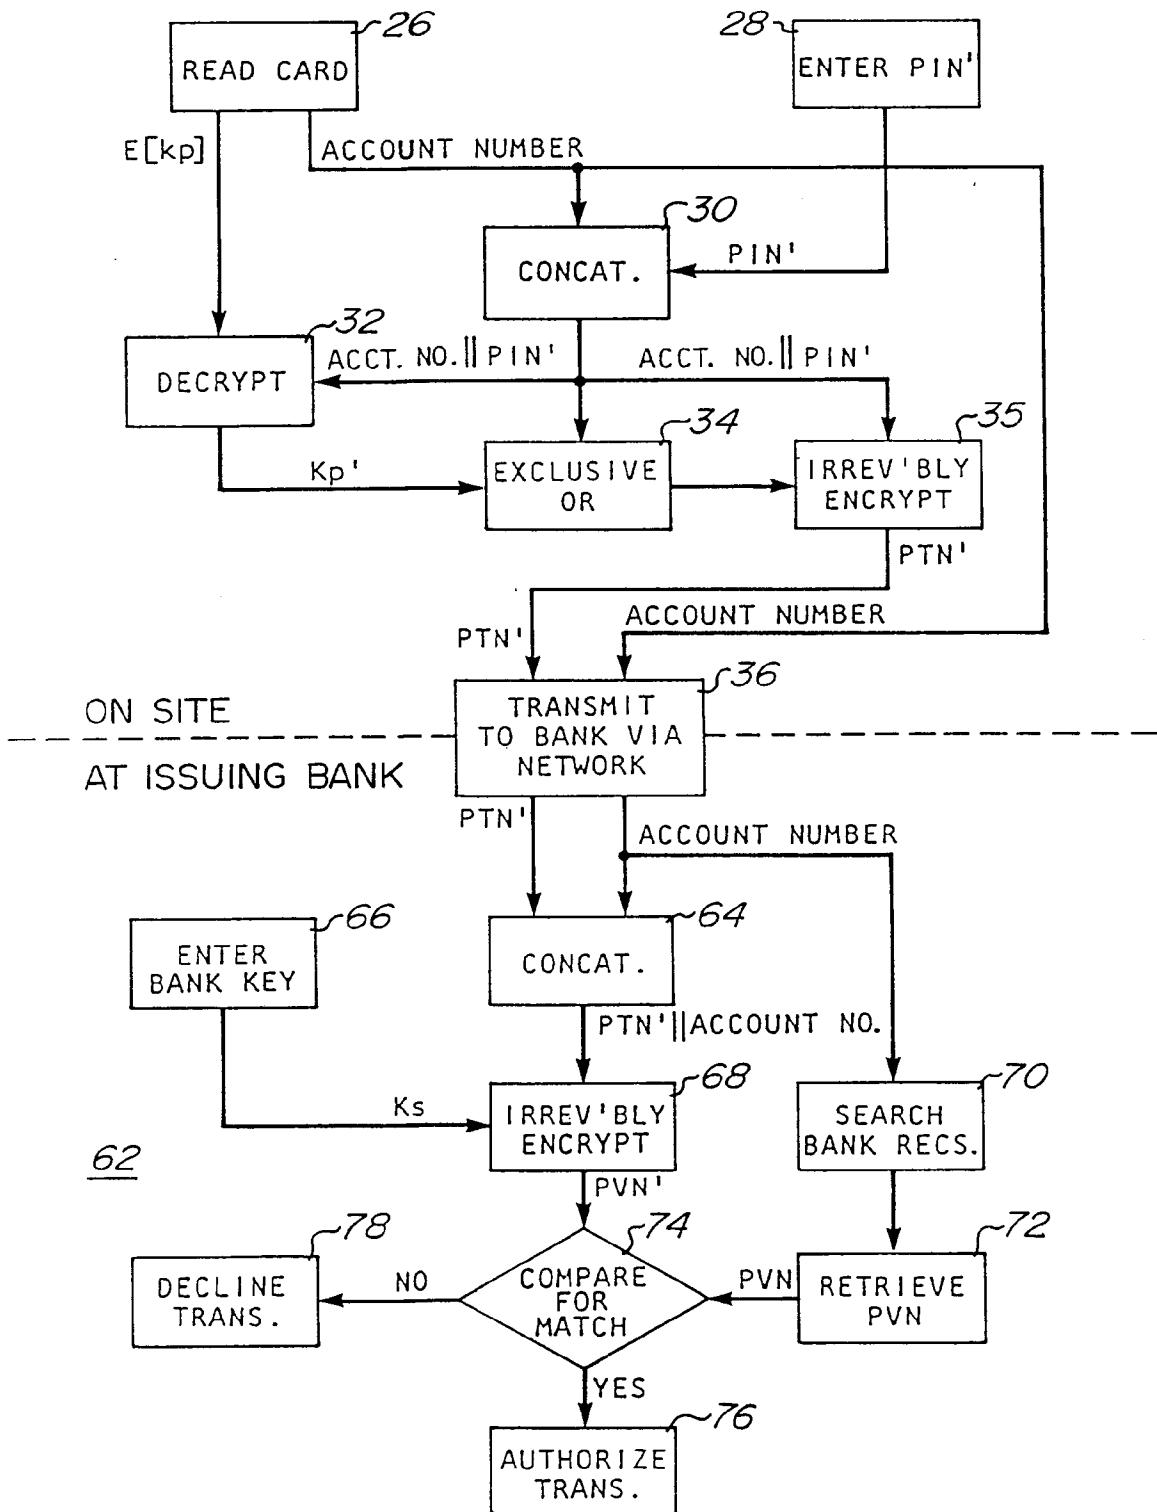 26
28
READ CARD
ENTER PIN'
E[kp]
ACCOUNT NUMBER
30
PIN'
CONCAT.
32
ACCT. NO.||PIN'
ACCT. NO.||PIN'
DECRYPT
34
35
Kp'
EXCLUSIVE
OR
IRREV'BLY
ENCRYPT
PTN'
ACCOUNT NUMBER
PTN'
36
ON SITE
TRANSMIT
TO BANK VIA
NETWORK
AT ISSUING BANK
PTN'
ACCOUNT NUMBER
66
64
ENTER
BANK KEY
CONCAT.
PTN'||ACCOUNT NO.
68
70
Ks
IRREV'BLY
ENCRYPT
SEARCH
BANK RECS.
62
PVN'
78
74
72
DECLINE
TRANS.
NO
COMPARE
FOR
MATCH
PVN
RETRIEVE
PVN
YES
76
AUTHORIZE
TRANS.